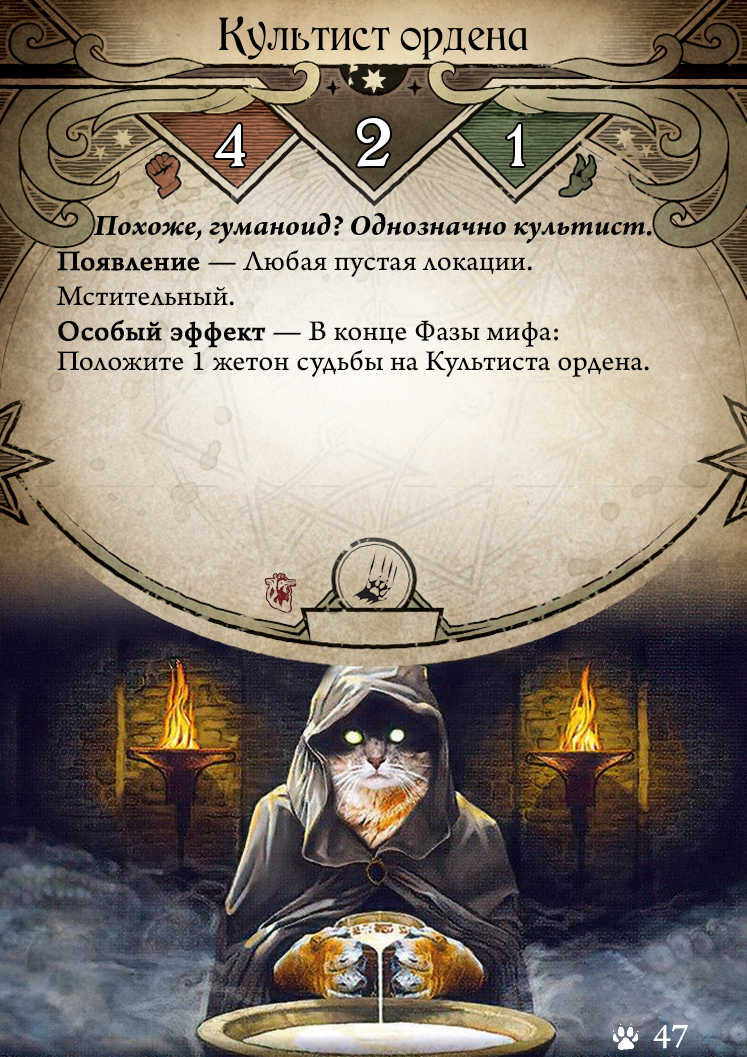 Культист ордена
4 2 1
Похоже, гуманоид? Однозначно культист.
Появление — Любая пустая локации.
Мстительный.
Особый эффект — В конце Фазы мифа:
Положите 1 жетон судьбы на Культиста ордена.
47